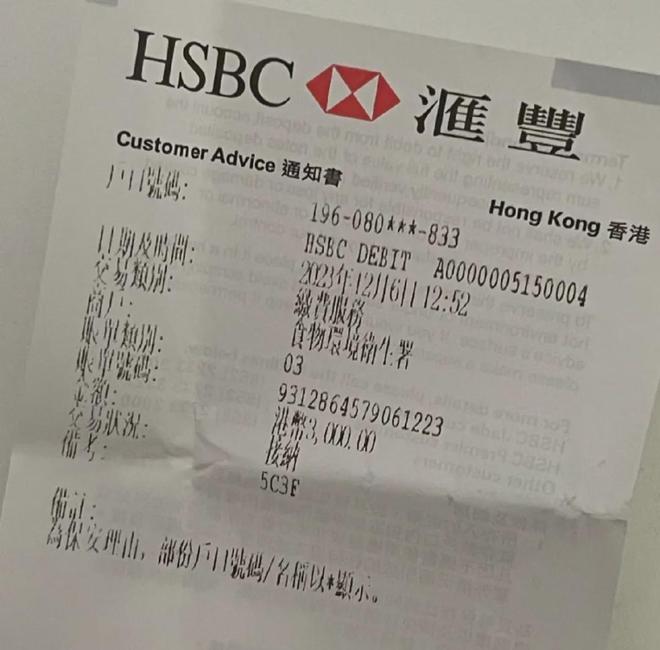 HSBC 滙豐
Customer Advice 通知書
Hong Kong 香港
戶口號碼: 196-080***-833
HSBC DEBIT A0000005150004
日期及時間: 2023年12月6日 12:52
交易類別: 繳費服務
商戶: 食物環境衞生署
賬單類別: 03
賬單號碼: 9312864579061223
金額: 港幣3,000.00
交易狀況: 接納
備考: 5C3F
備註:
為保安理由, 部份戶口號碼/名稱以*顯示。